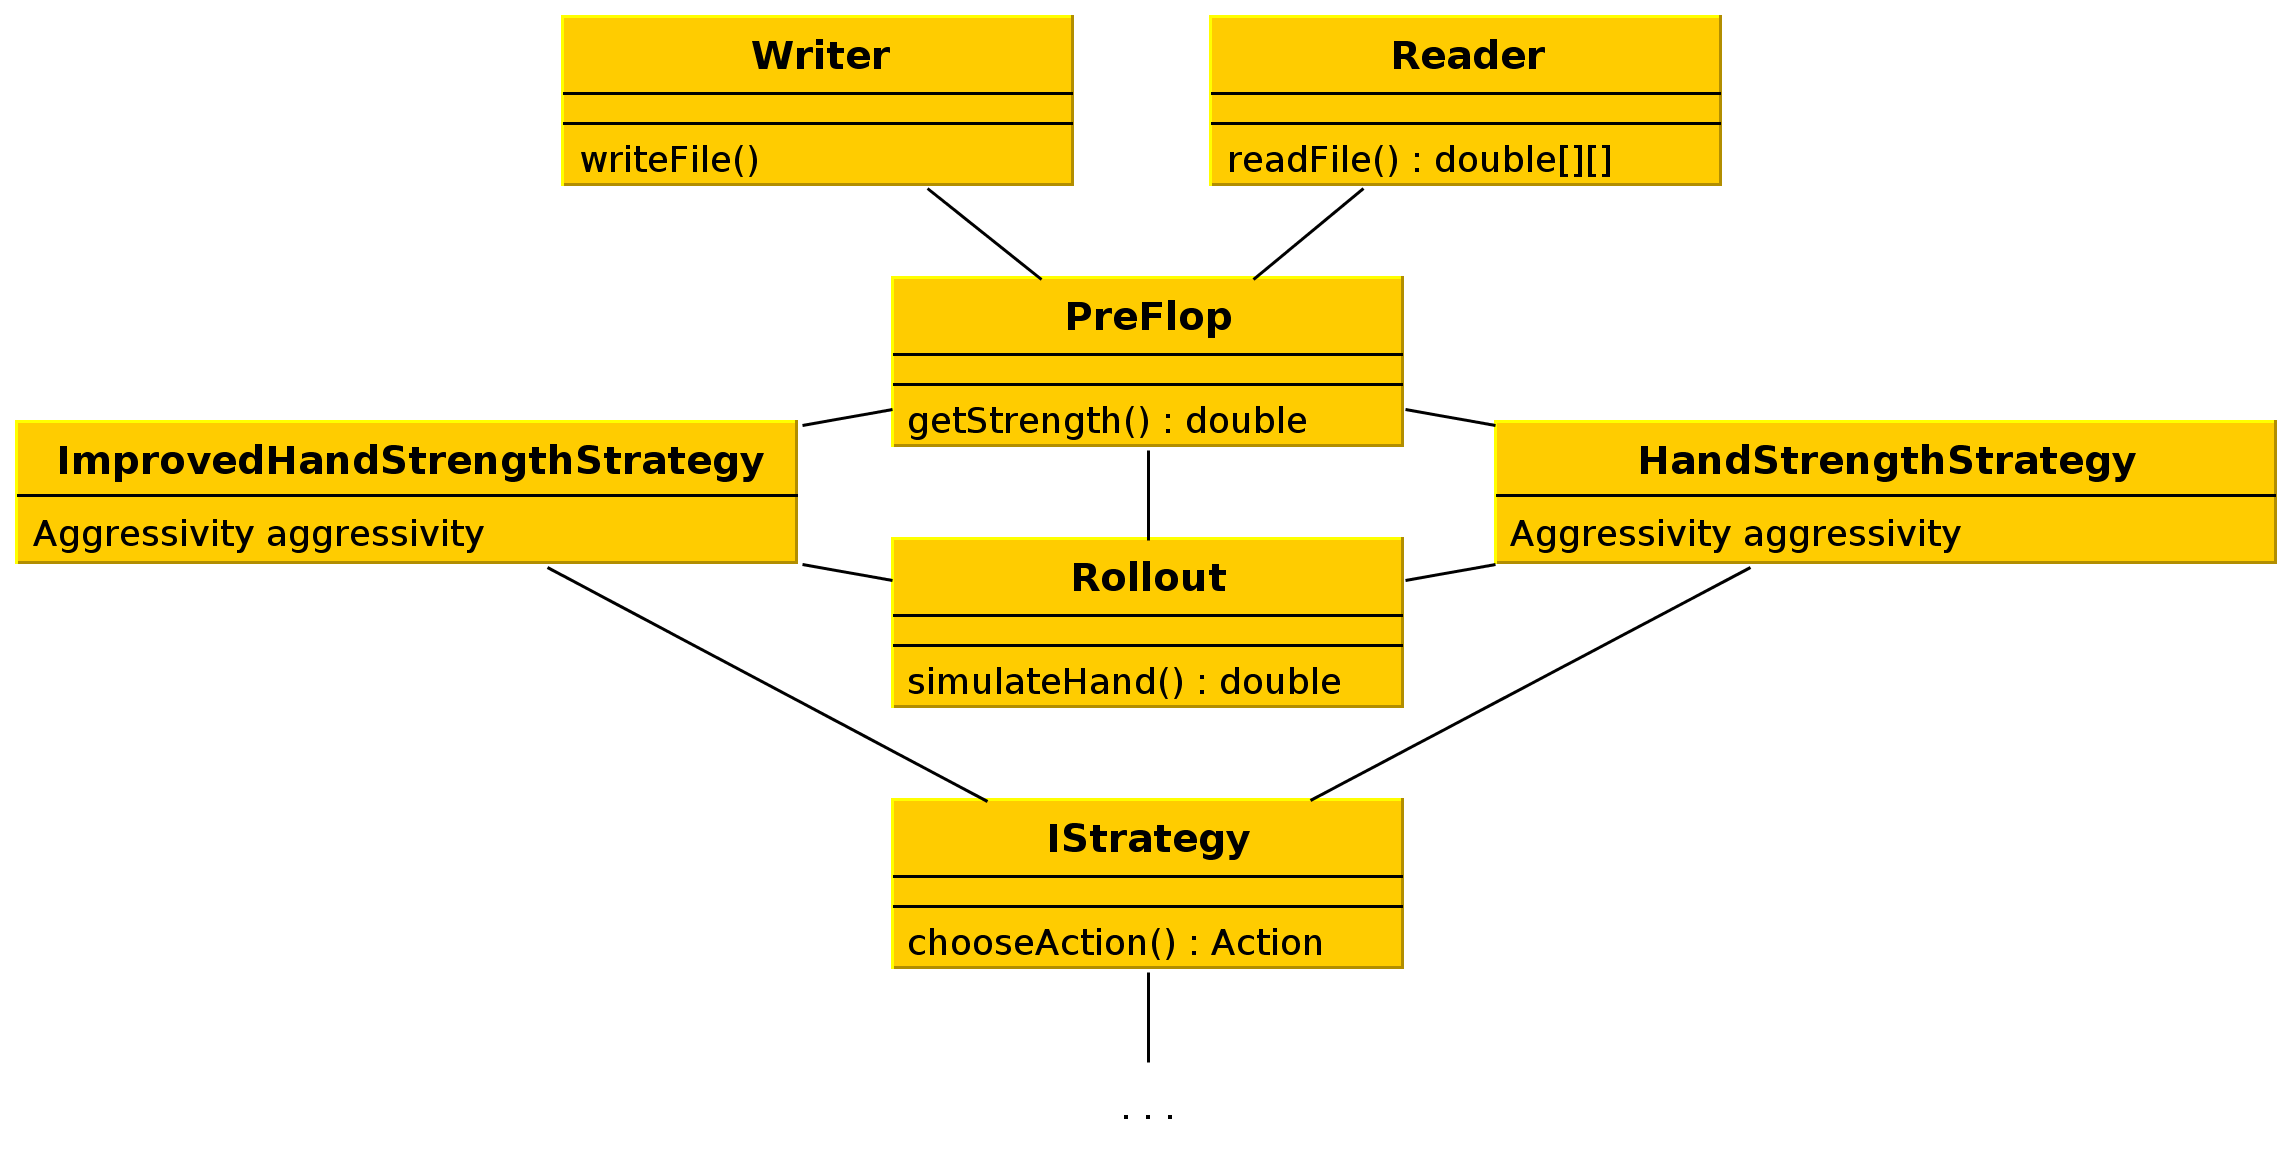 Writer
writeFile()
Reader
readFile() : double[][]
PreFlop
getStrength() : double
ImprovedHandStrengthStrategy
Aggressivity aggressivity
HandStrengthStrategy
Aggressivity aggressivity
Rollout
simulateHand() : double
IStrategy
chooseAction() : Action
. . .